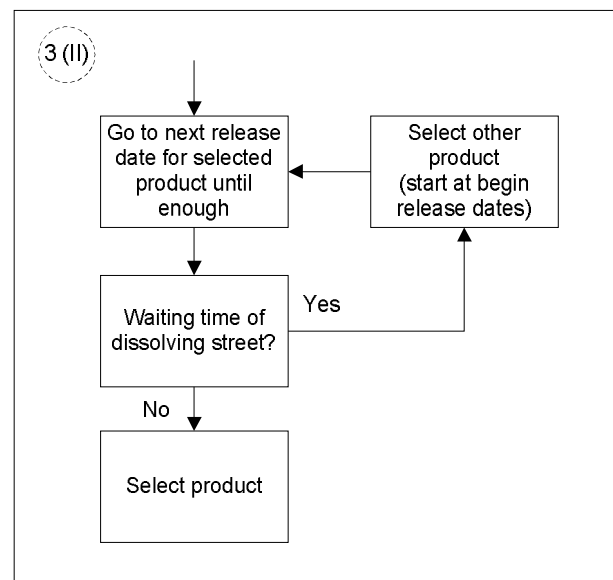 3 (II)
Go to next release
date for selected
product until
enough
Select other
product
(start at begin
release dates)
Waiting time of
dissolving street?
Yes
No
Select product